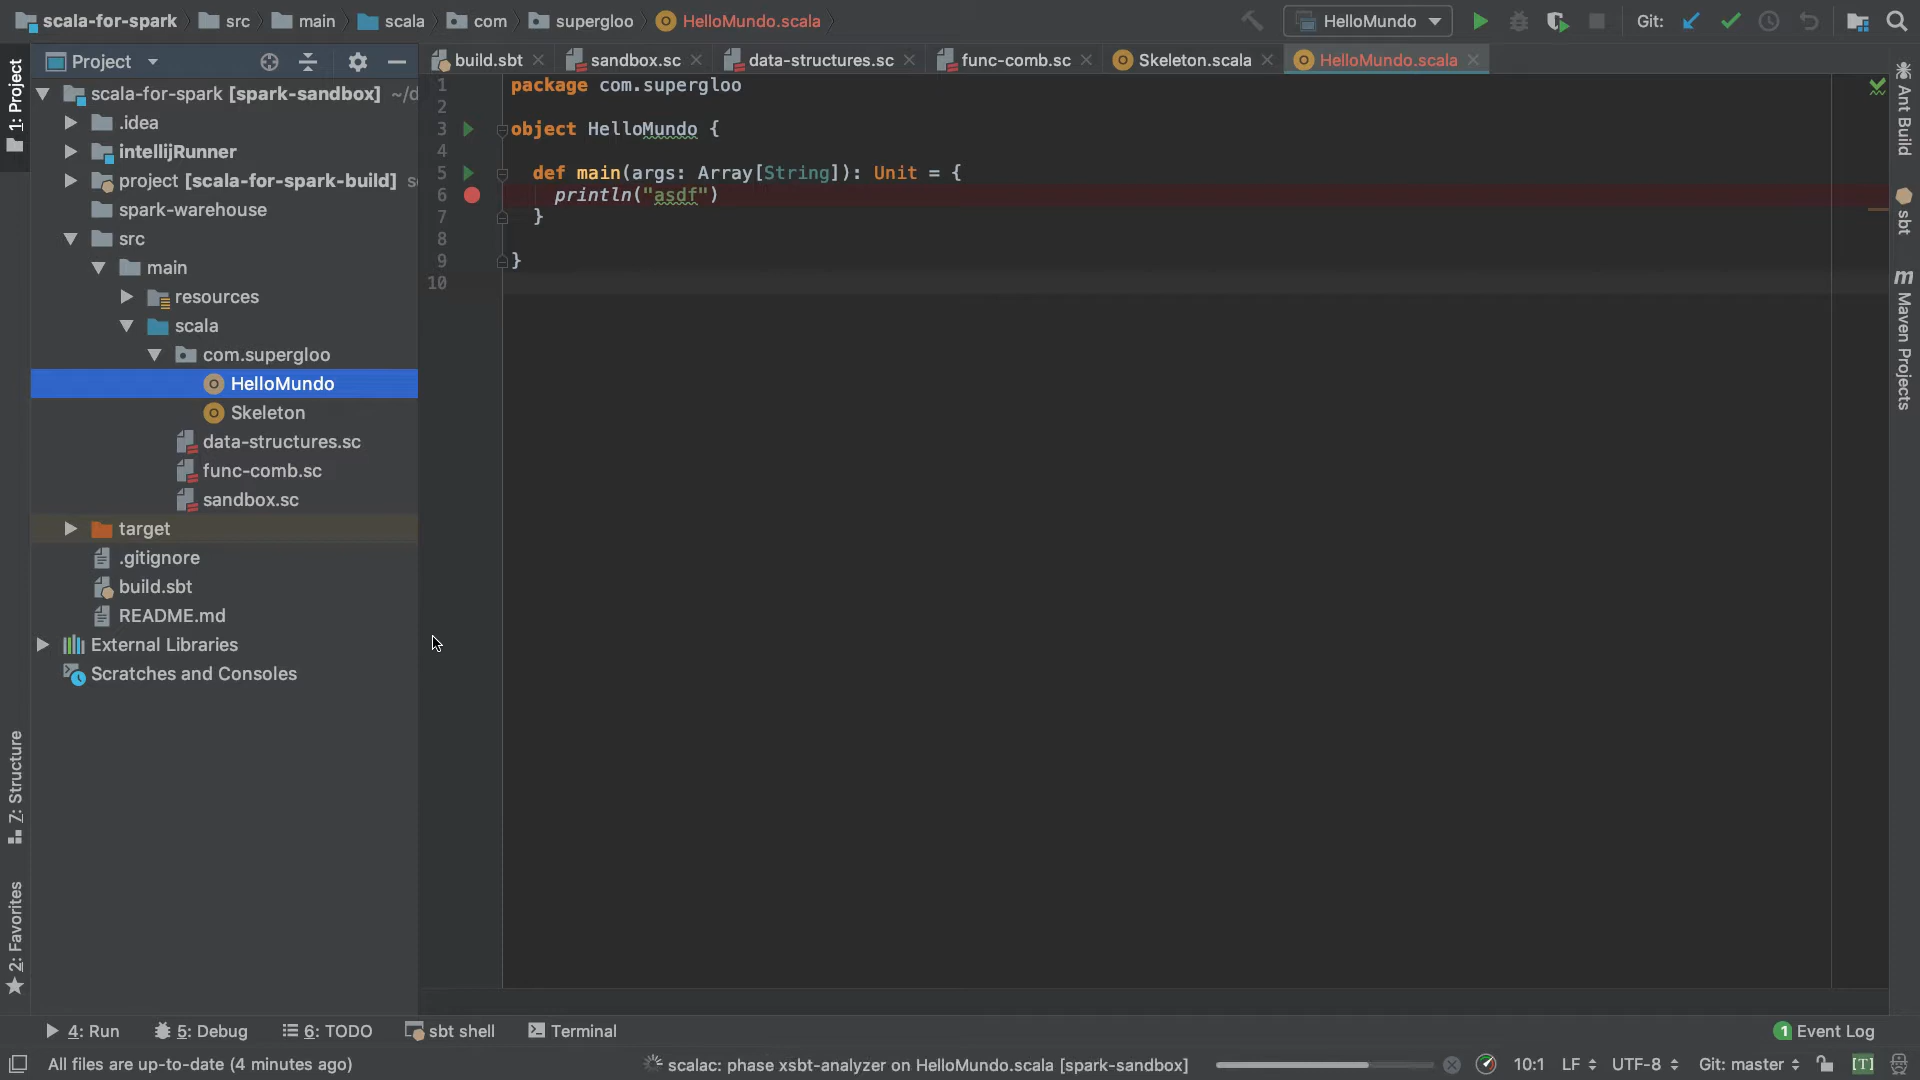 scala-for-spark
src
main
scala
com
supergloo
HelloMundo.scala
HelloMundo
Git:
1: Project
Project
build.sbt
sandbox.sc
data-structures.sc
func-comb.sc
Skeleton.scala
HelloMundo.scala
scala-for-spark [spark-sandbox] ~/d
.idea
intellijRunner
project [scala-for-spark-build] s
spark-warehouse
src
main
resources
scala
com.supergloo
HelloMundo
Skeleton
data-structures.sc
func-comb.sc
sandbox.sc
target
.gitignore
build.sbt
README.md
External Libraries
Scratches and Consoles
1 package com.supergloo
2
3 object HelloMundo {
4
5 def main(args: Array[String]): Unit = {
6 println("asdf")
7 }
8
9 }
10
Ant Build
sbt
m Maven Projects
7: Structure
2: Favorites
4: Run
5: Debug
6: TODO
sbt shell
Terminal
1 Event Log
All files are up-to-date (4 minutes ago)
scalac: phase xsbt-analyzer on HelloMundo.scala [spark-sandbox]
10:1
LF
UTF-8
Git: master
[T]